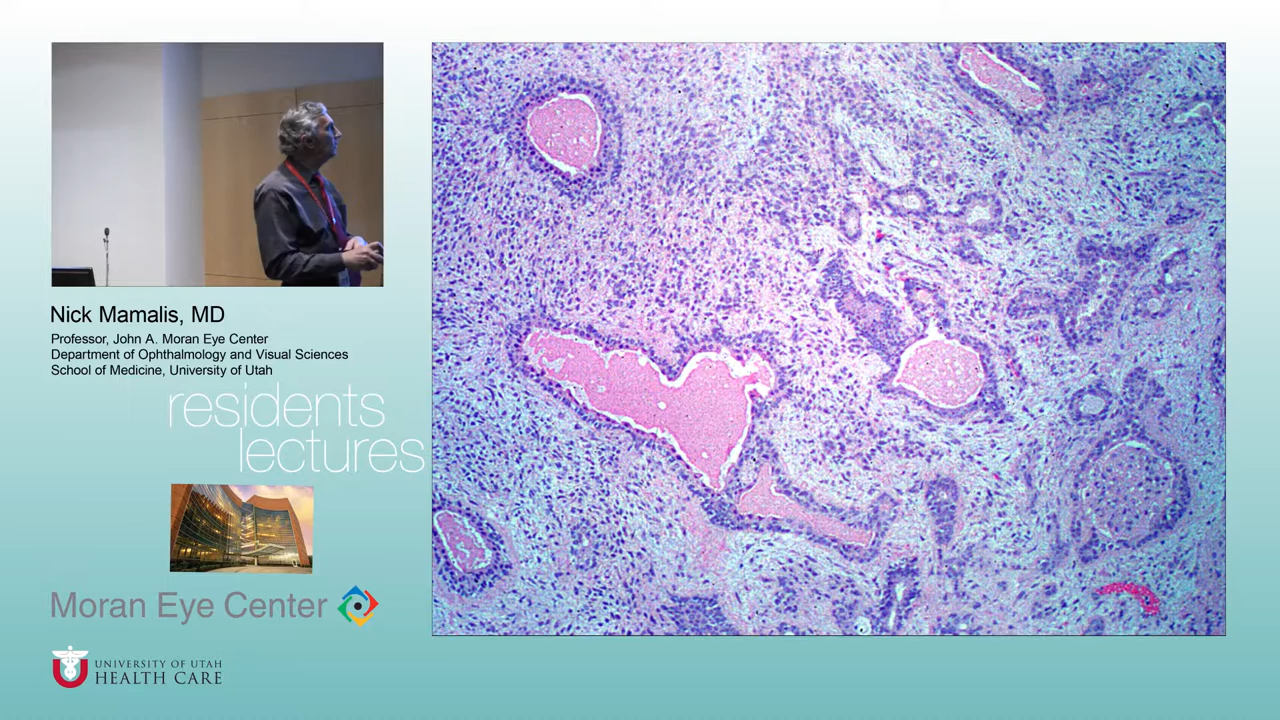 Nick Mamalis, MD
Professor, John A. Moran Eye Center
Department of Ophthalmology and Visual Sciences
School of Medicine, University of Utah
residents
lectures
Moran Eye Center
UNIVERSITY OF UTAH
HEALTH CARE